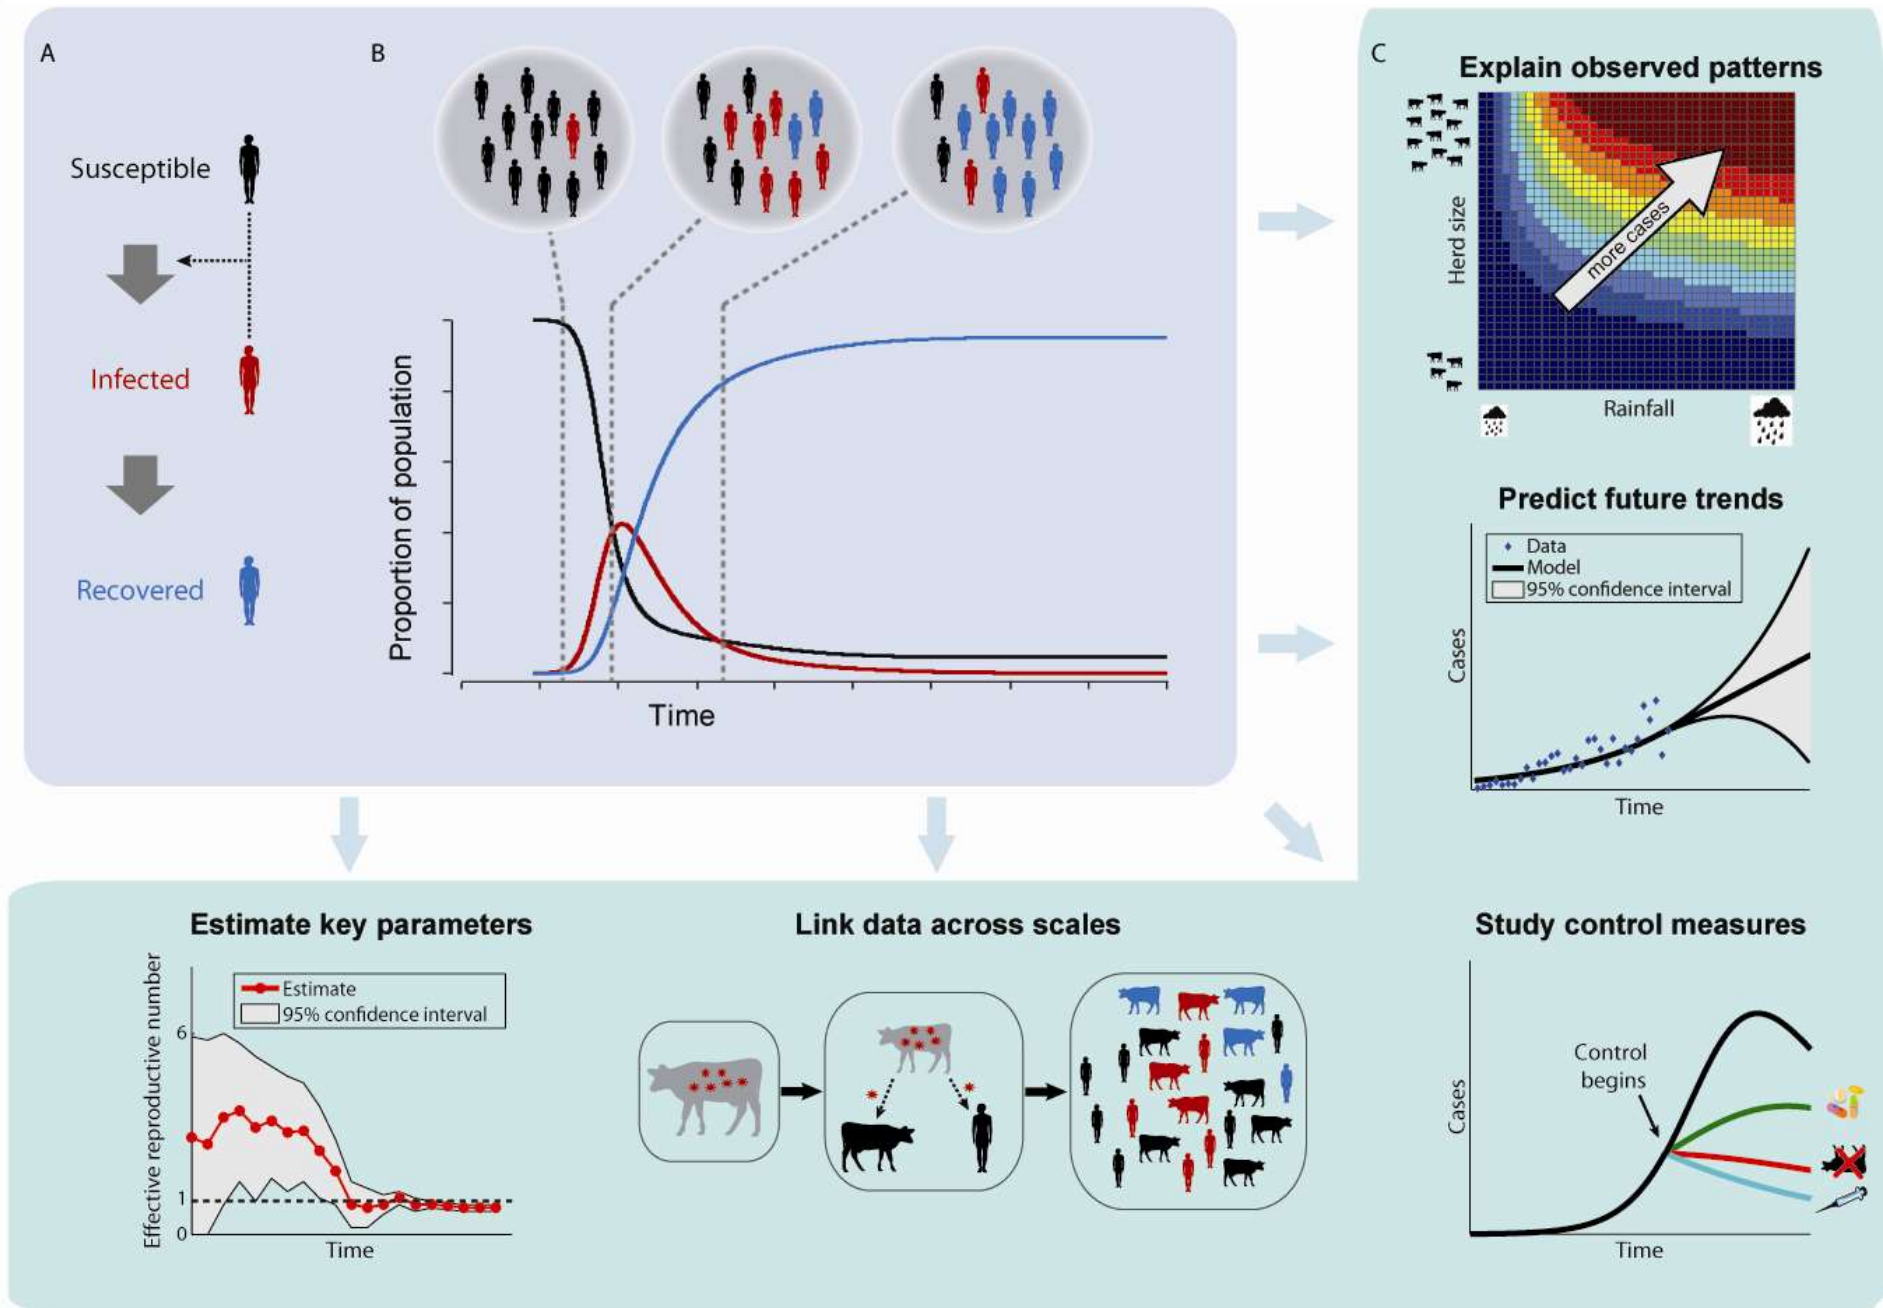 A
Susceptible
Infected
Recovered
B
Proportion of population
Time
C
Explain observed patterns
Herd size
more cases
Rainfall
Predict future trends
Data
Model
95% confidence interval
Cases
Time
Estimate key parameters
Effective reproductive number
6
1
0
Estimate
95% confidence interval
Time
Link data across scales
Study control measures
Cases
Control
begins
Time